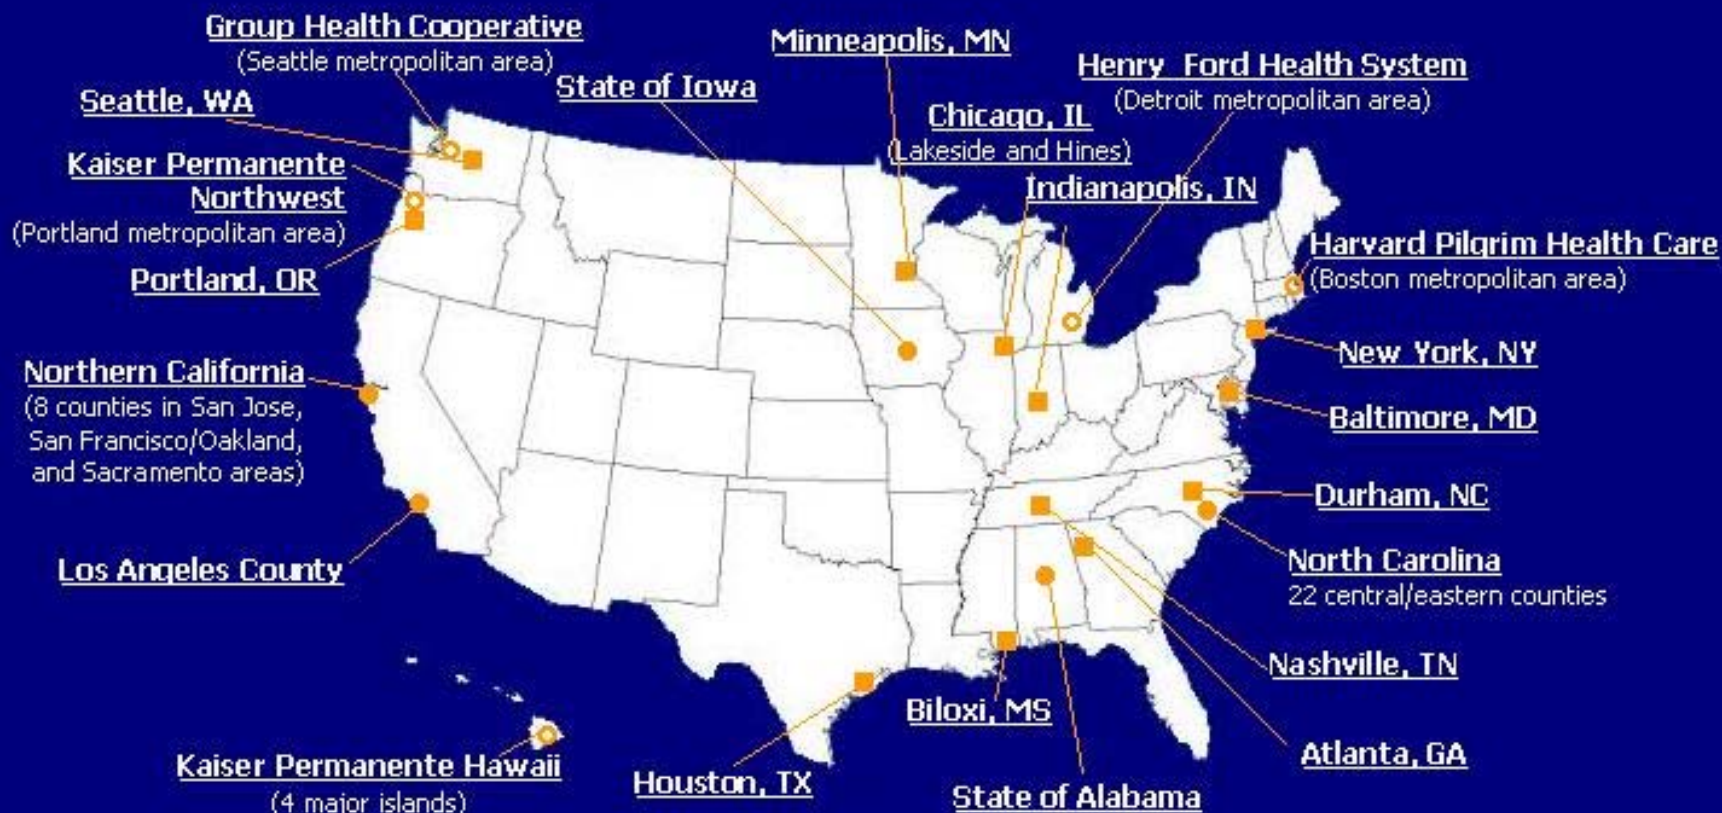 Group Health Cooperative
(Seattle metropolitan area)
Minneapolis, MN
Henry Ford Health System
(Detroit metropolitan area)
State of Iowa
Seattle, WA
Chicago, IL
(Lakeside and Hines)
Kaiser Permanente
Northwest
(Portland metropolitan area)
Indianapolis, IN
Portland, OR
Harvard Pilgrim Health Care
(Boston metropolitan area)
New York, NY
Northern California
(8 counties in San Jose,
San Francisco/Oakland,
and Sacramento areas)
Baltimore, MD
Durham, NC
Los Angeles County
North Carolina
22 central/eastern counties
Nashville, TN
Biloxi, MS
Atlanta, GA
Kaiser Permanente Hawaii
(4 major islands)
Houston, TX
State of Alabama